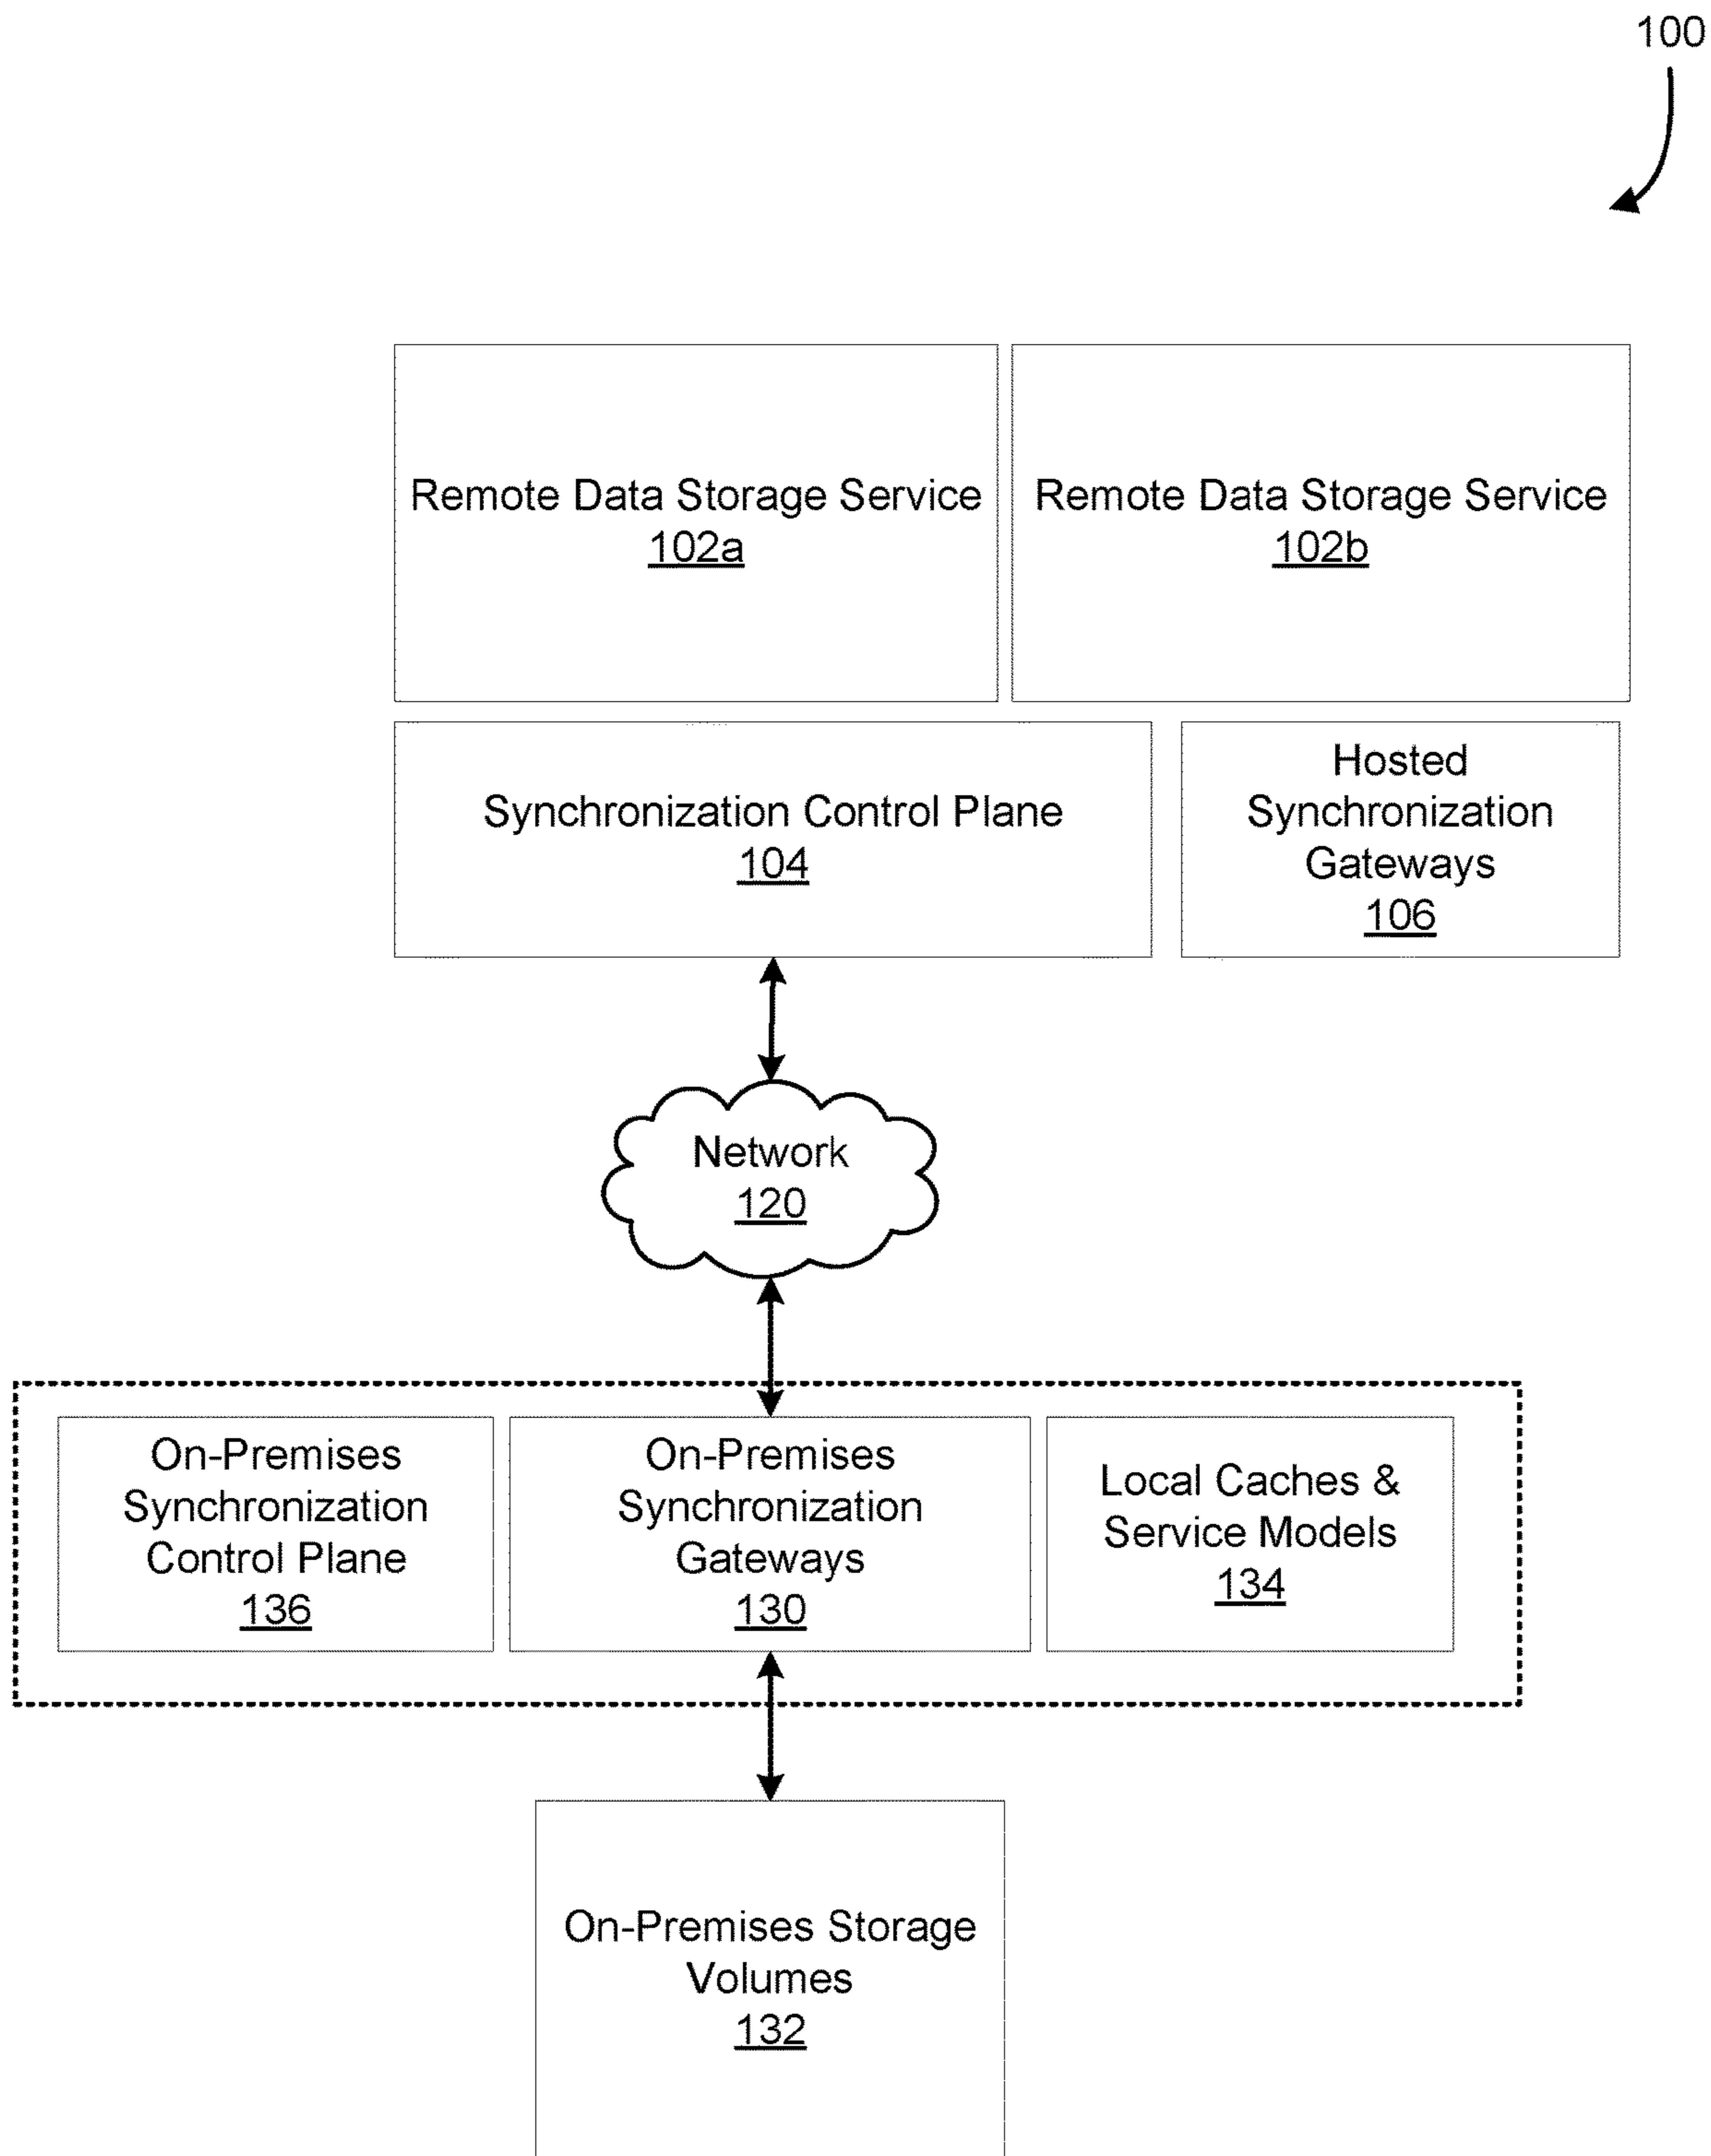 100
Remote Data Storage Service
102a
Remote Data Storage Service
102b
Synchronization Control Plane
104
Hosted
Synchronization
Gateways
106
Network
120
On-Premises
Synchronization
Control Plane
136
On-Premises
Synchronization
Gateways
130
Local Caches &
Service Models
134
On-Premises Storage
Volumes
132